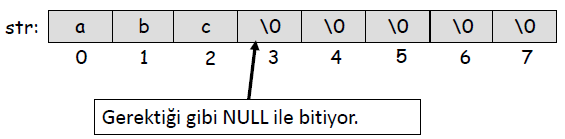 str: a b c \0 \0 \0 \0 \0
0 1 2 3 4 5 6 7
Gerektiği gibi NULL ile bitiyor.